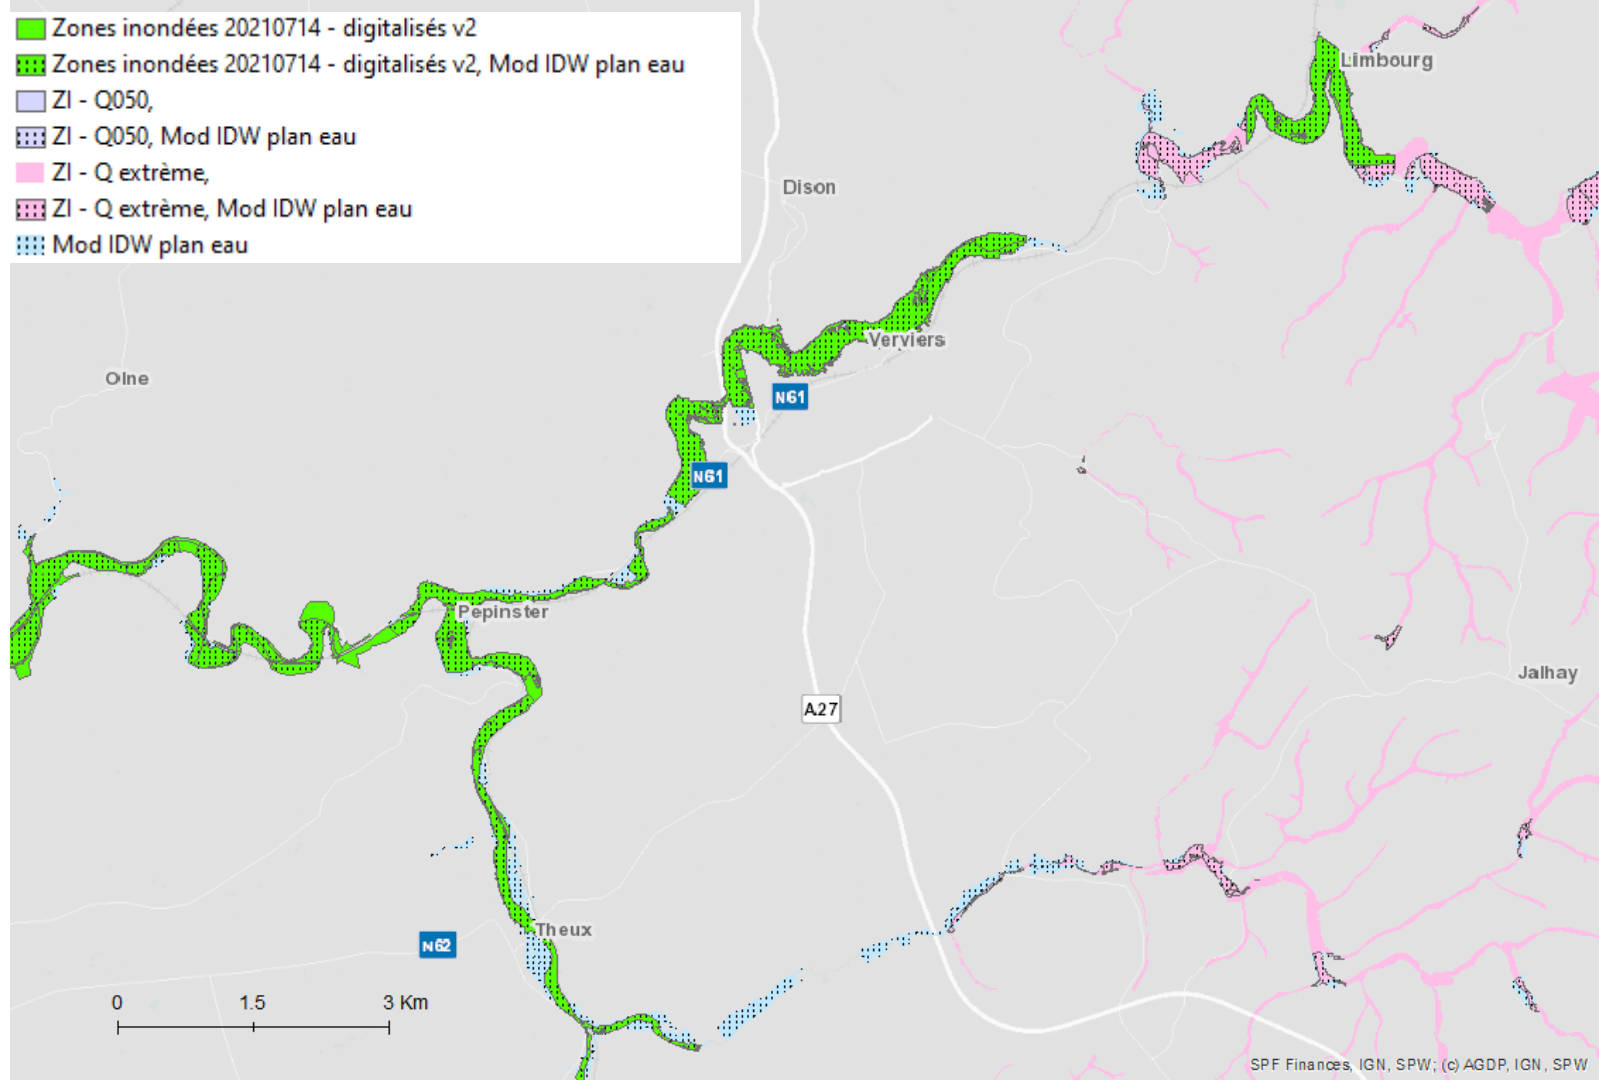 Zones inondées 20210714 - digitalisés v2
Zones inondées 20210714 - digitalisés v2, Mod IDW plan eau
ZI - Q050,
ZI - Q050, Mod IDW plan eau
ZI - Q extrème,
ZI - Q extrème, Mod IDW plan eau
Mod IDW plan eau
Limbourg
Dison
Verviers
Olne
N61
N61
Pepinster
Jalhay
A27
Theux
N62
0 1.5 3 Km
SPF Finances, IGN, SPW; (c) AGDP, IGN, SPW